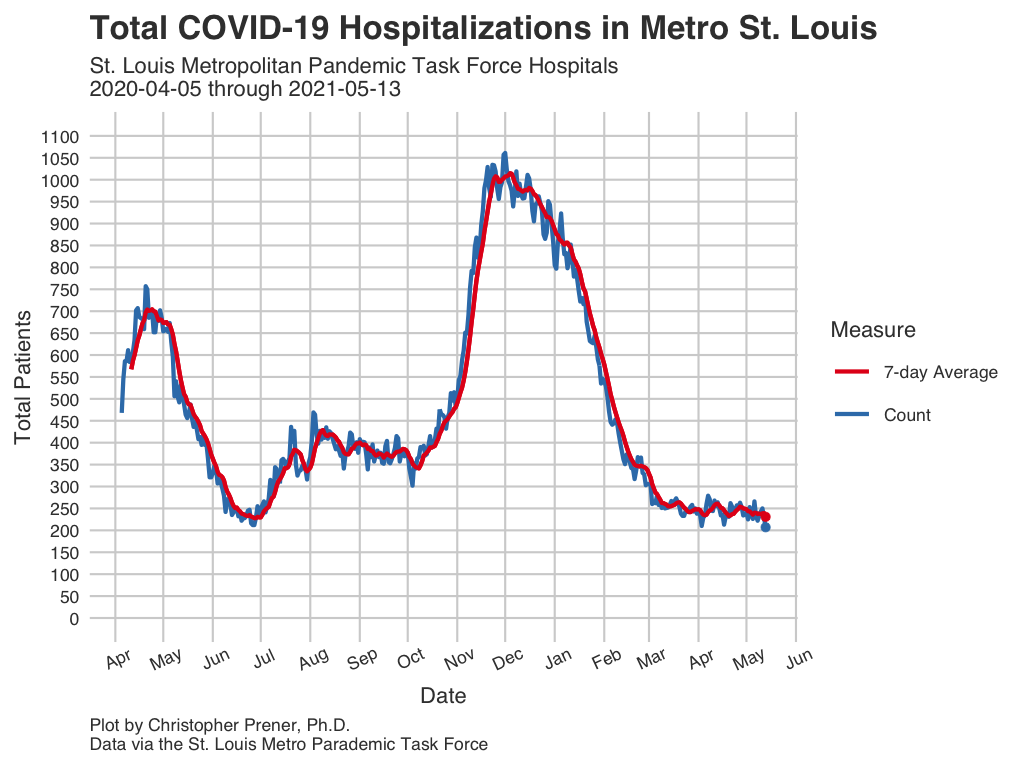 Total COVID-19 Hospitalizations in Metro St. Louis
St. Louis Metropolitan Pandemic Task Force Hospitals
2020-04-05 through 2021-05-13
Total Patients
1100
1050
1000
950
900
850
800
750
700
650
600
550
500
450
400
350
300
250
200
150
100
50
0
Apr May Jun Jul Aug Sep Oct Nov Dec Jan Feb Mar Apr May Jun
Date
Measure
7-day Average
Count
Plot by Christopher Prener, Ph.D.
Data via the St. Louis Metro Parademic Task Force